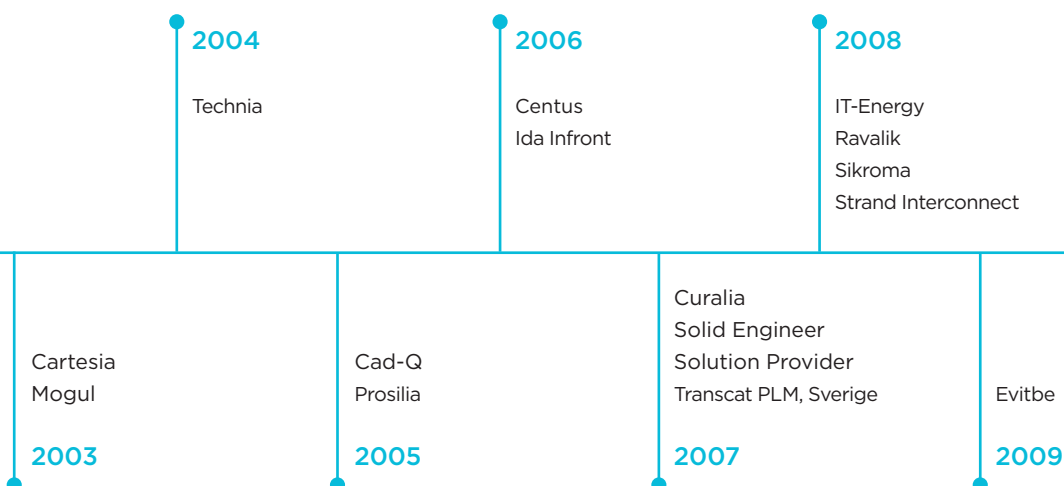 2004
Technia
2006
Centus
Ida Infront
2008
IT-Energy
Ravalik
Sikroma
Strand Interconnect
Cartesia
Mogul
2003
Cad-Q
Prosilia
2005
Curalia
Solid Engineer
Solution Provider
Transcat PLM, Sverige
2007
Evitbe
2009